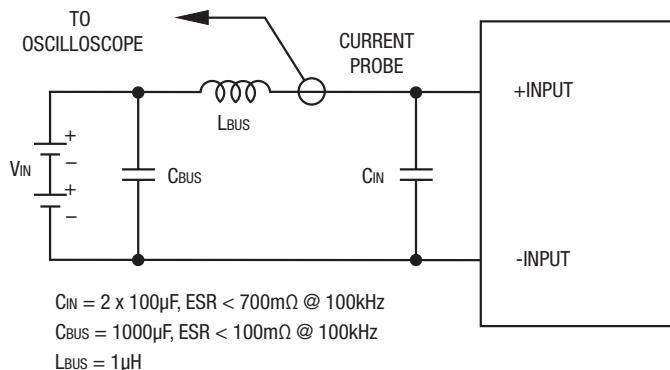 TO
OSCILLOSCOPE
CURRENT
PROBE
+INPUT
LBUS
+
VIN
−
+
−
CBUS
CIN
-INPUT
CIN = 2 x 100µF, ESR < 700mΩ @ 100kHz
CBUS = 1000µF, ESR < 100mΩ @ 100kHz
LBUS = 1µH